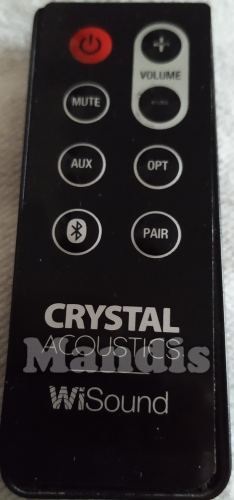 +
VOLUME
MUTE
-
AUX OPT
PAIR
CRYSTAL
ACOUSTICS
Mandis
WiSound